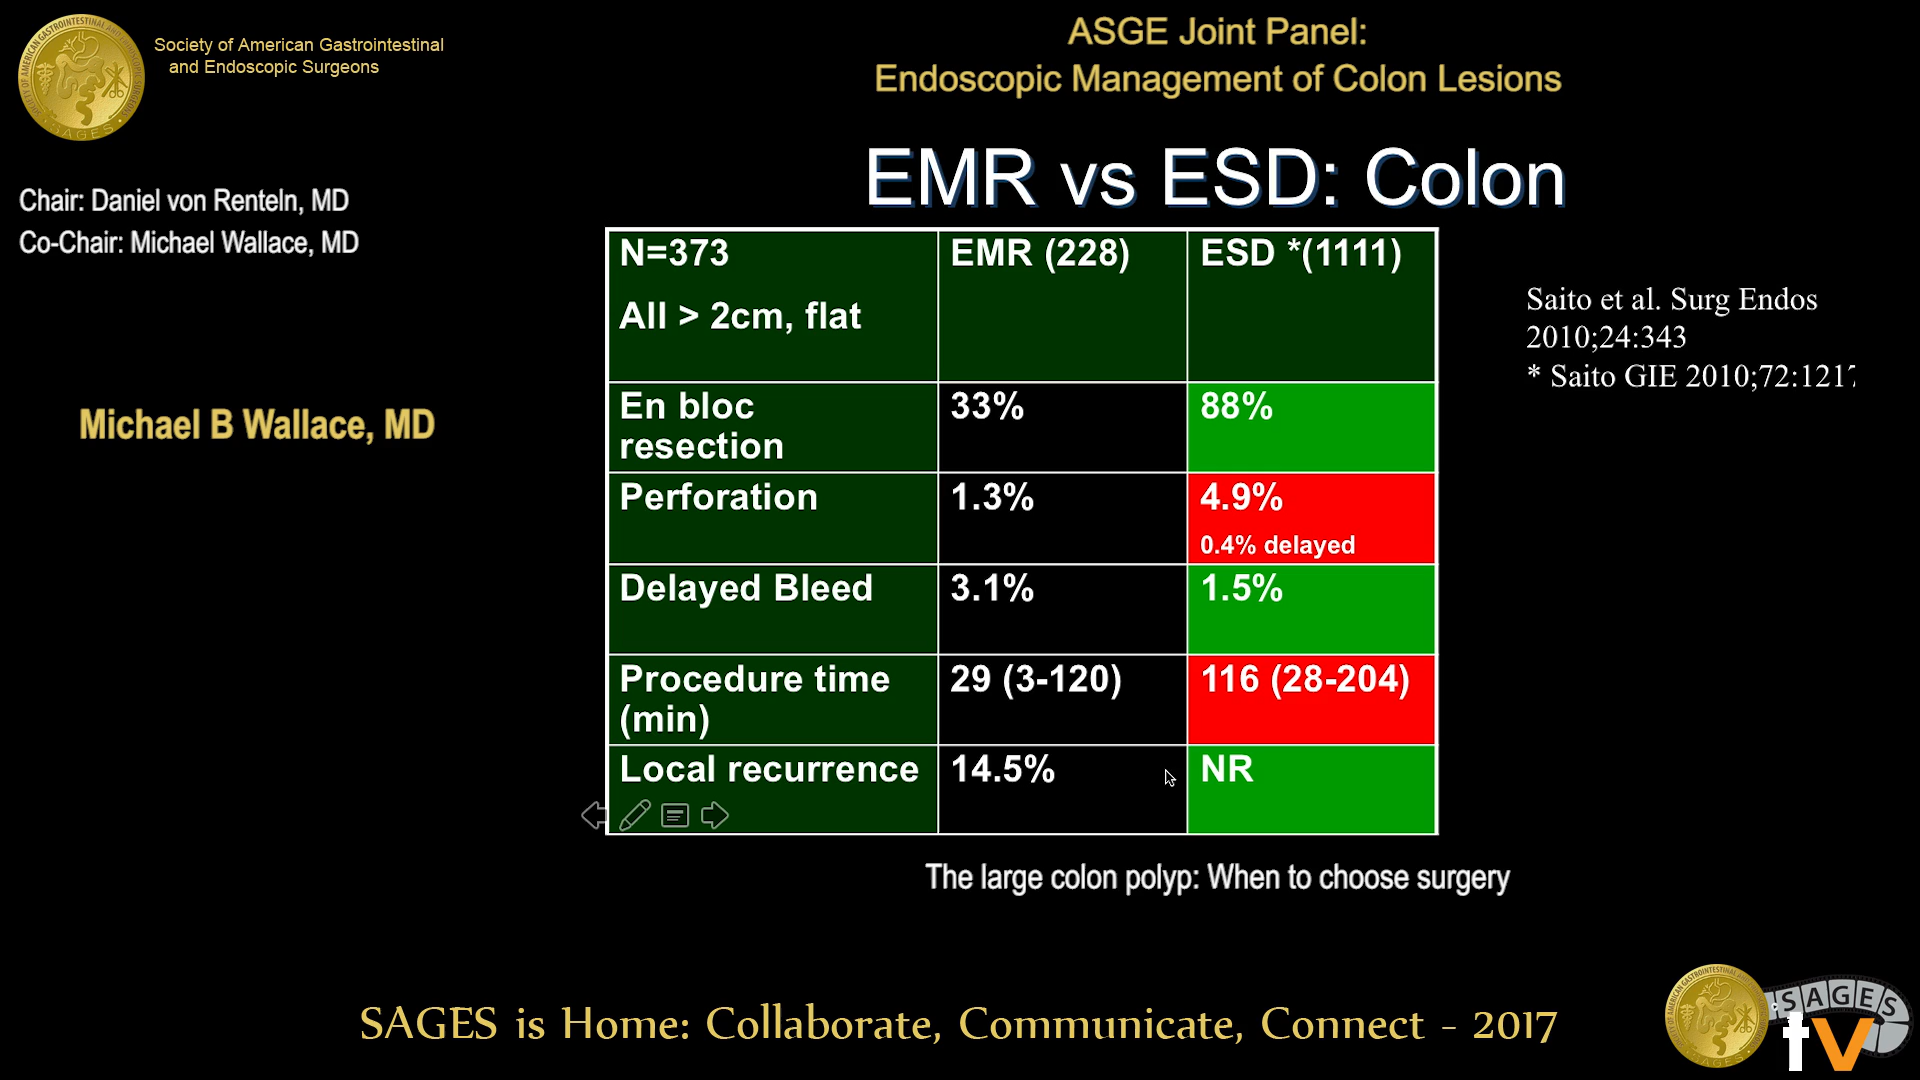 Society of American Gastrointestinal
and Endoscopic Surgeons
ASGE Joint Panel:
Endoscopic Management of Colon Lesions
Chair: Daniel von Renteln, MD
Co-Chair: Michael Wallace, MD
Michael B Wallace, MD
EMR vs ESD: Colon
N=373
All > 2cm, flat
EMR (228)
ESD *(1111)
En bloc
resection
33%
88%
Perforation
1.3%
4.9%
0.4% delayed
Delayed Bleed
3.1%
1.5%
Procedure time
(min)
29 (3-120)
116 (28-204)
Local recurrence
14.5%
NR
Saito et al. Surg Endos
2010;24:343
* Saito GIE 2010;72:1217
The large colon polyp: When to choose surgery
SAGES is Home: Collaborate, Communicate, Connect - 2017
SAGES
tv